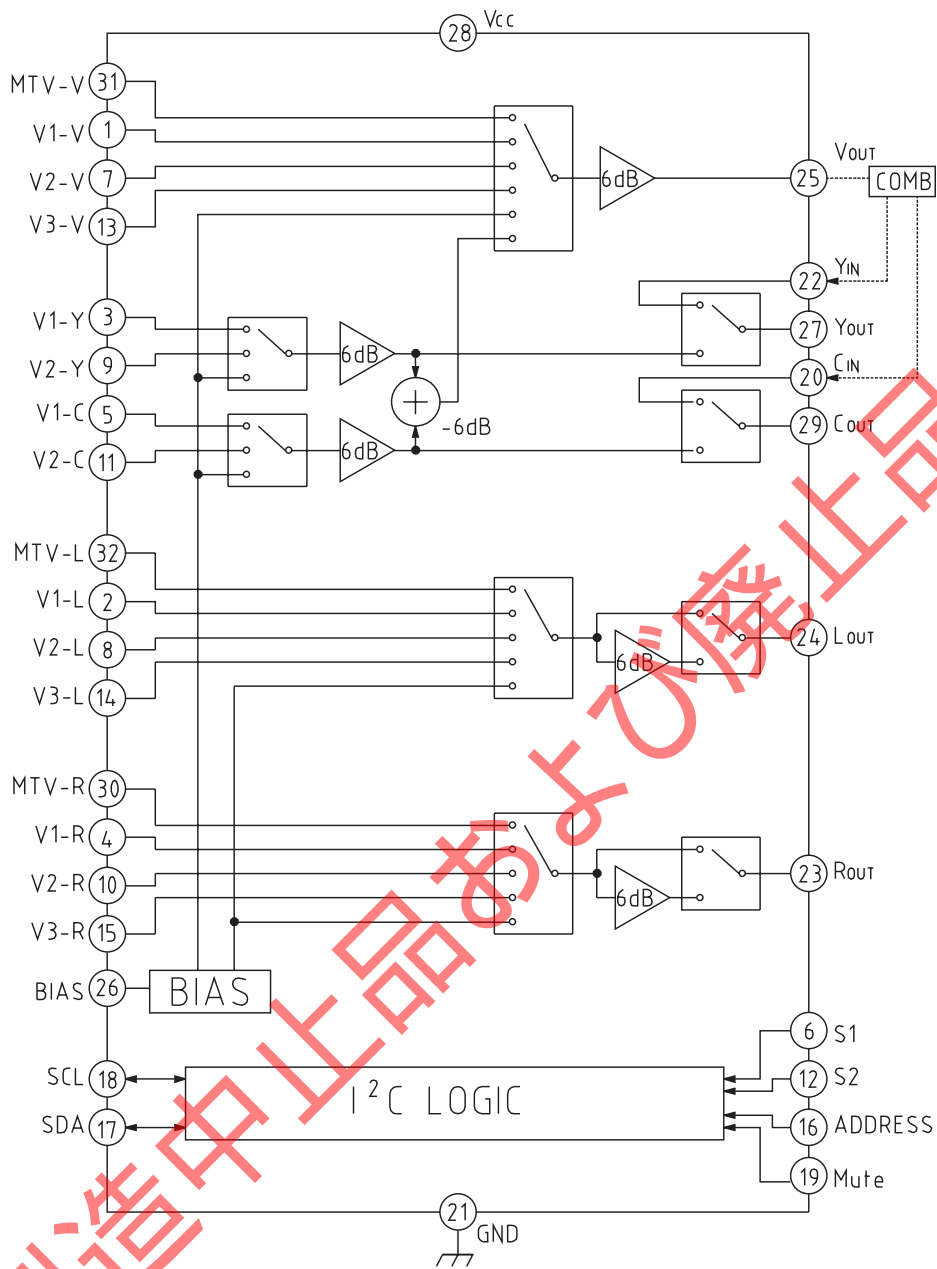 28 Vcc
MTV-V 31
V1-V 1
V2-V 7
V3-V 13
6dB
25 VOUT
COMB
22 YIN
27 YOUT
20 CIN
29 COUT
V1-Y 3
V2-Y 9
V1-C 5
V2-C 11
6dB
6dB
-6dB
MTV-L 32
V1-L 2
V2-L 8
V3-L 14
6dB
24 LOUT
MTV-R 30
V1-R 4
V2-R 10
V3-R 15
6dB
23 ROUT
BIAS 26
BIAS
SCL 18
SDA 17
I²C LOGIC
6 S1
12 S2
16 ADDRESS
19 Mute
21 GND
造中止品および廃止品